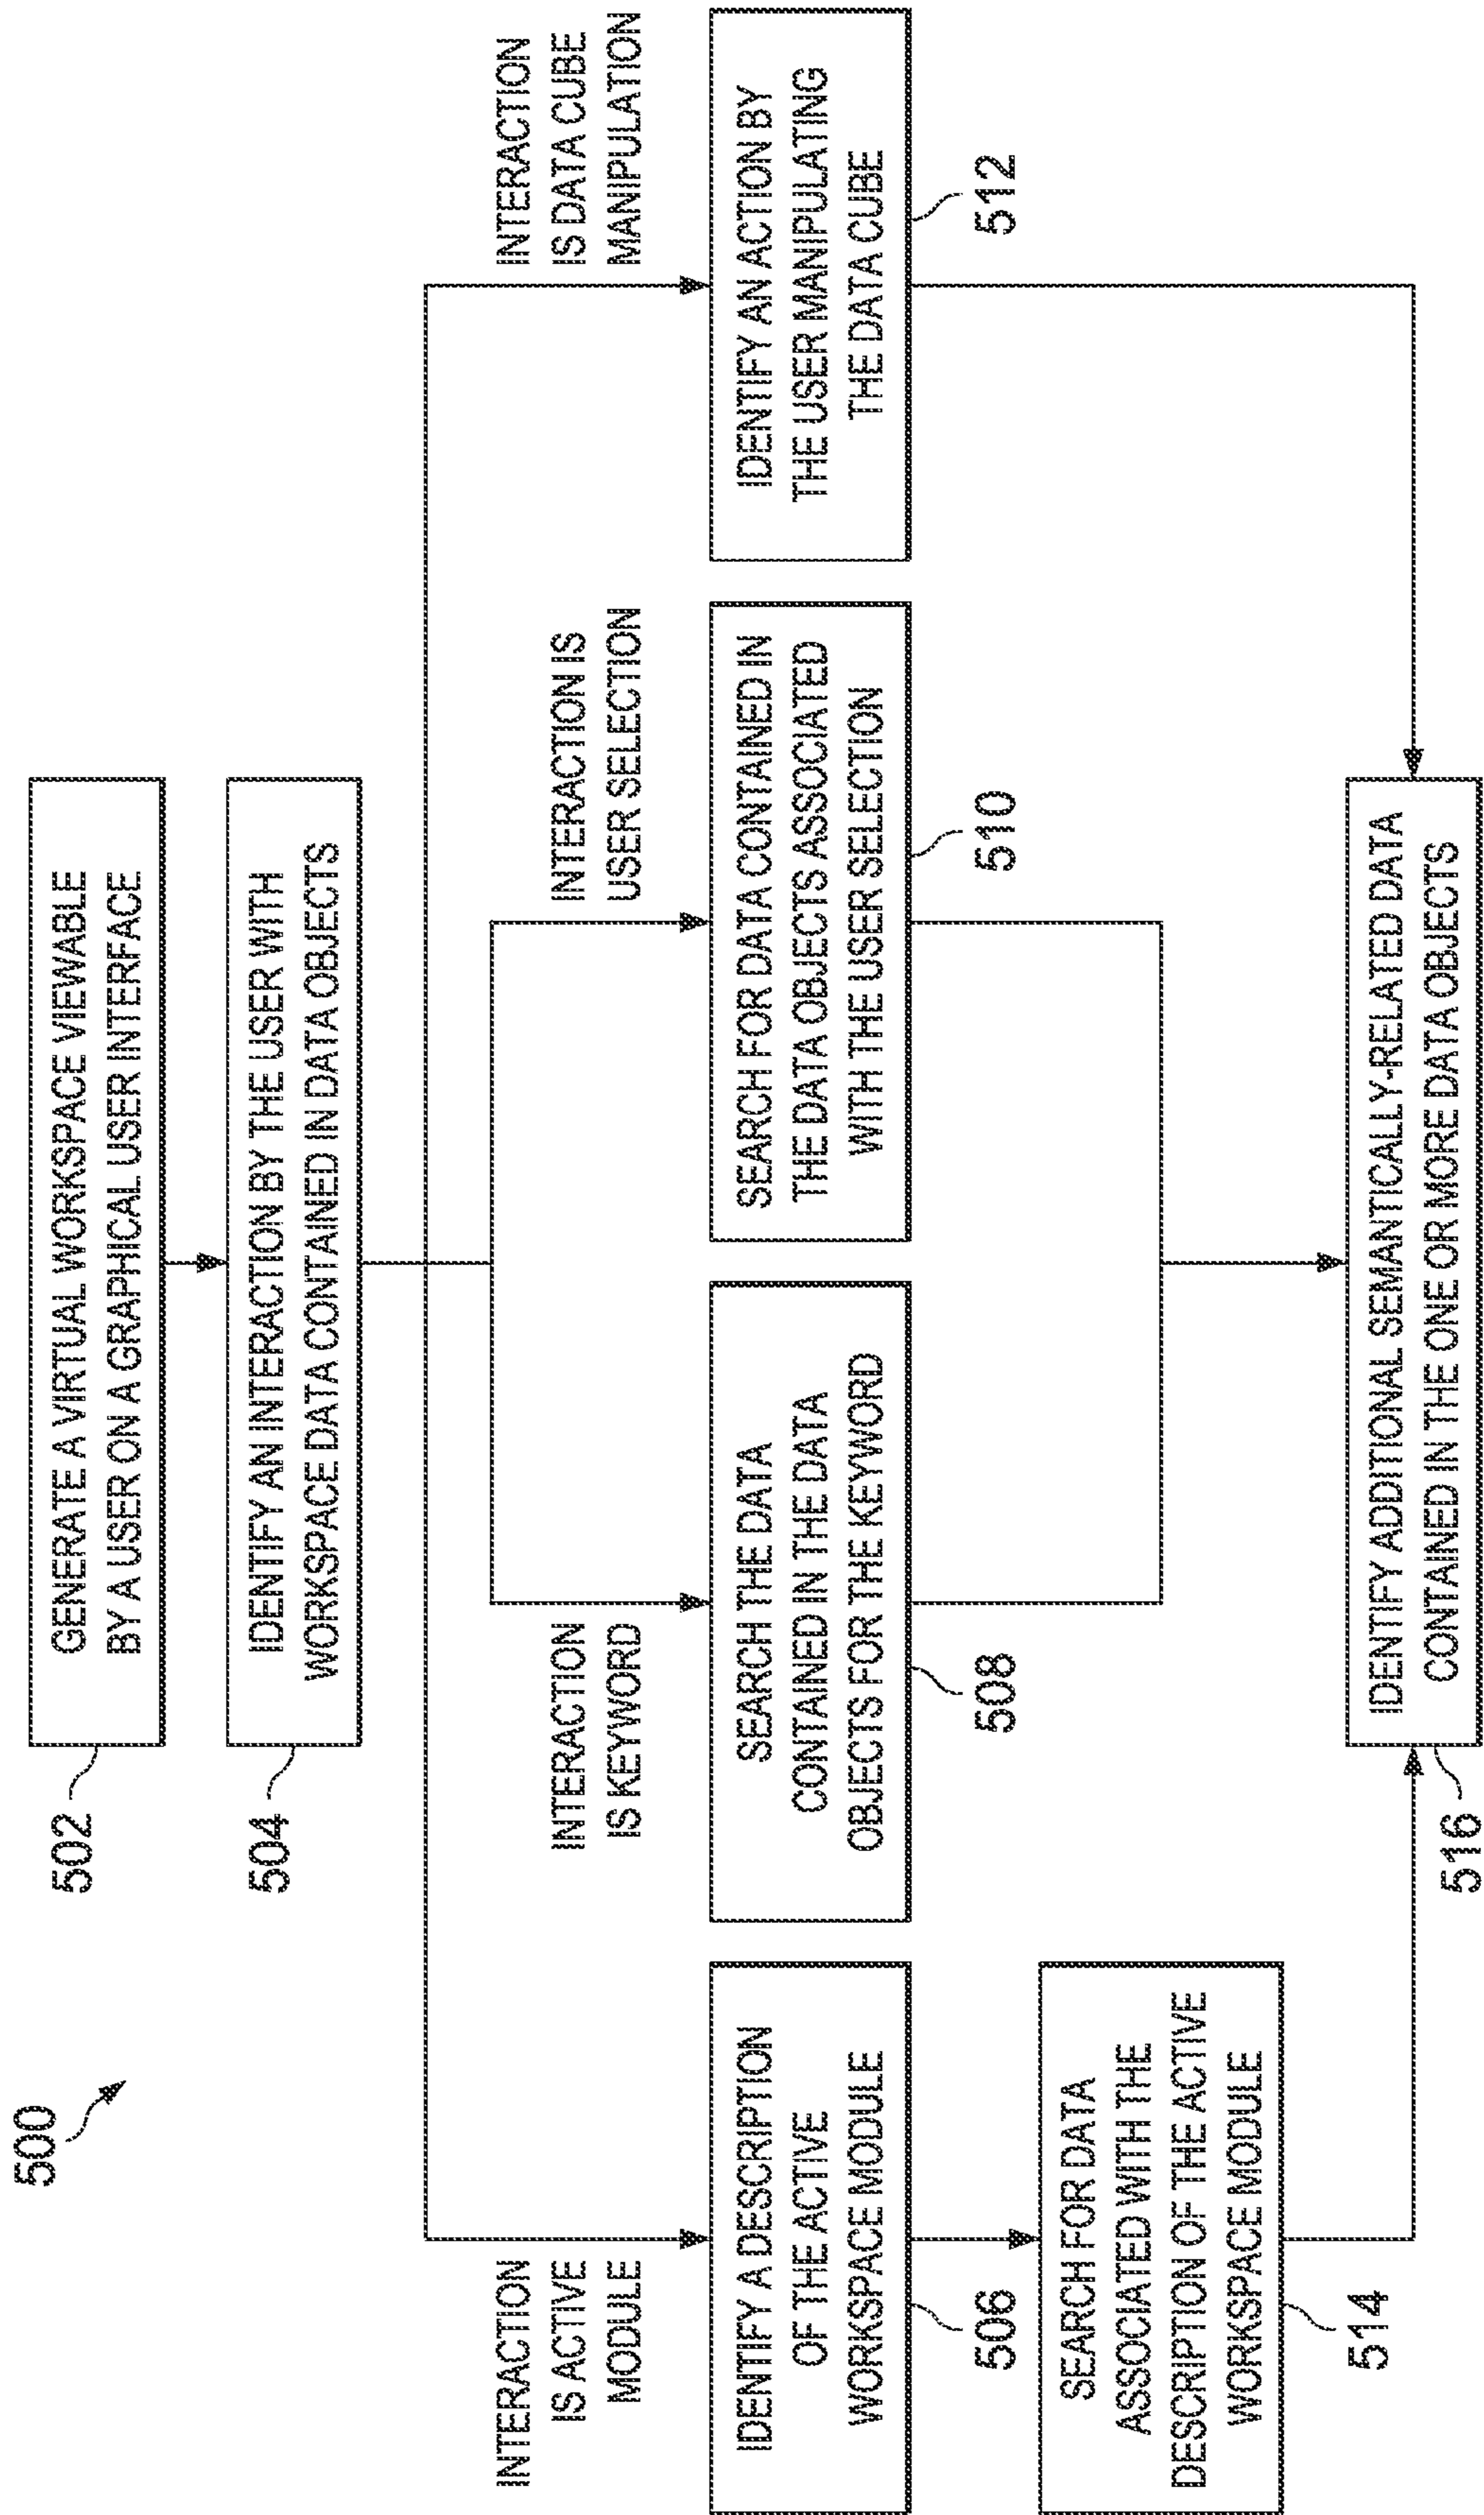 500
502
GENERATE A VIRTUAL WORKSPACE VIEWABLE
BY A USER ON A GRAPHICAL USER INTERFACE
504
IDENTIFY AN INTERACTION BY THE USER WITH
WORKSPACE DATA CONTAINED IN DATA OBJECTS
INTERACTION
IS ACTIVE
MODULE
INTERACTION
IS KEYWORD
INTERACTION IS
USER SELECTION
INTERACTION
IS DATA CUBE
MANIPULATION
IDENTIFY A DESCRIPTION
OF THE ACTIVE
WORKSPACE MODULE
506
SEARCH THE DATA
CONTAINED IN THE DATA
OBJECTS FOR THE KEYWORD
508
SEARCH FOR DATA CONTAINED IN
THE DATA OBJECTS ASSOCIATED
WITH THE USER SELECTION
510
IDENTIFY AN ACTION BY
THE USER MANIPULATING
THE DATA CUBE
512
SEARCH FOR DATA
ASSOCIATED WITH THE
DESCRIPTION OF THE ACTIVE
WORKSPACE MODULE
514
IDENTIFY ADDITIONAL SEMANTICALLY-RELATED DATA
CONTAINED IN THE ONE OR MORE DATA OBJECTS
516